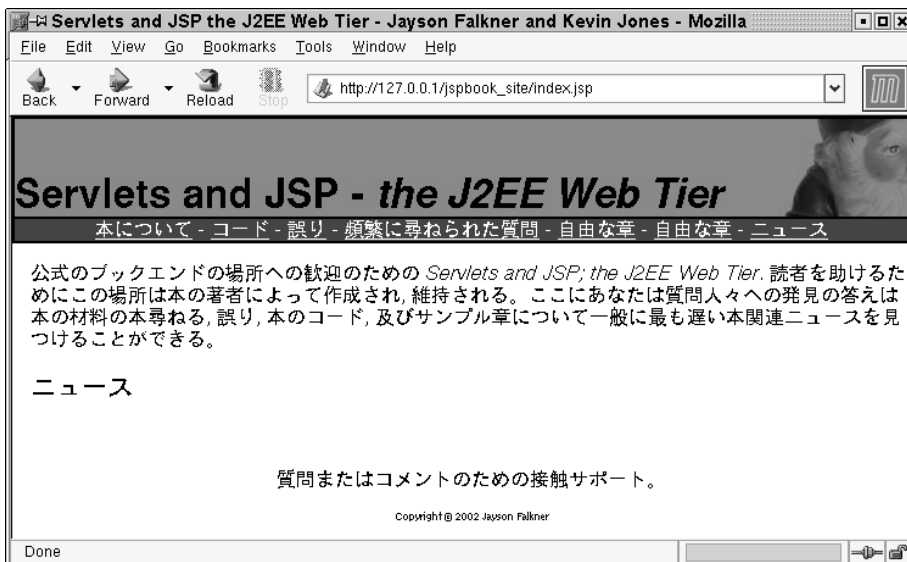 Servlets and JSP the J2EE Web Tier - Jayson Falkner and Kevin Jones - Mozilla
File Edit View Go Bookmarks Tools Window Help
Back Forward Reload Stop http://127.0.0.1/jspbook_site/index.jsp
Servlets and JSP - the J2EE Web Tier
本について - コード - 誤り - 頻繁に尋ねられた質問 - 自由な章 - 自由な章 - ニュース
公式のブックエンドの場所への歓迎のための Servlets and JSP; the J2EE Web Tier. 読者を助けるた
めにこの場所は本の著者によって作成され, 維持される。ここにあなたは質問人々への発見の答えは
本の材料の本尋ねる, 誤り, 本のコード, 及びサンプル章について一般に最も遅い本関連ニュースを見
つけることができる。
ニュース
質問またはコメントのための接触サポート。
Copyright © 2002 Jayson Falkner
Done